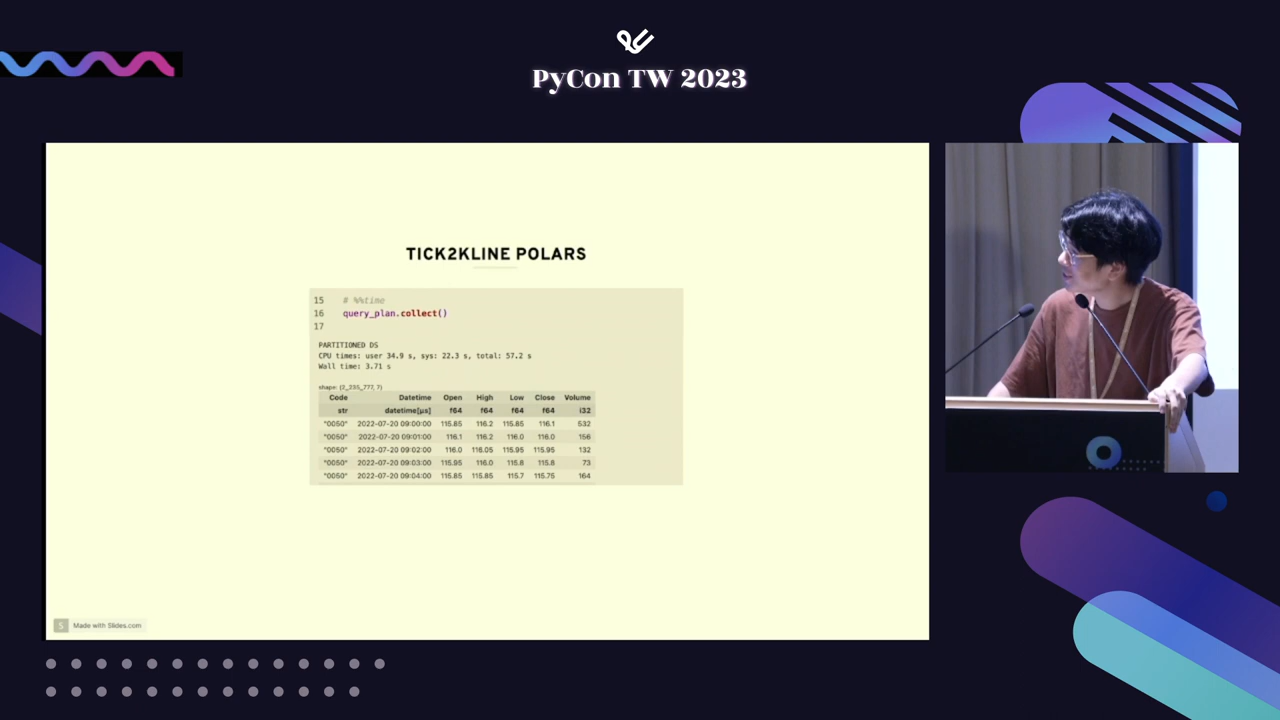 PyCon TW 2023
TICK2KLINE POLARS
15 # %%time
16 query_plan.collect()
17
PARTITIONED DS
CPU times: user 34.9 s, sys: 22.3 s, total: 57.2 s
Wall time: 3.71 s
shape: (2_235_777, 7)
Code Datetime Open High Low Close Volume
str datetime[μs] f64 f64 f64 f64 i32
"0050" 2022-07-20 09:00:00 115.85 116.2 115.85 116.1 532
"0050" 2022-07-20 09:01:00 116.1 116.2 116.0 116.0 156
"0050" 2022-07-20 09:02:00 116.0 116.05 115.95 115.95 132
"0050" 2022-07-20 09:03:00 115.95 116.0 115.8 115.8 73
"0050" 2022-07-20 09:04:00 115.85 115.85 115.7 115.75 164
S Made with Slides.com